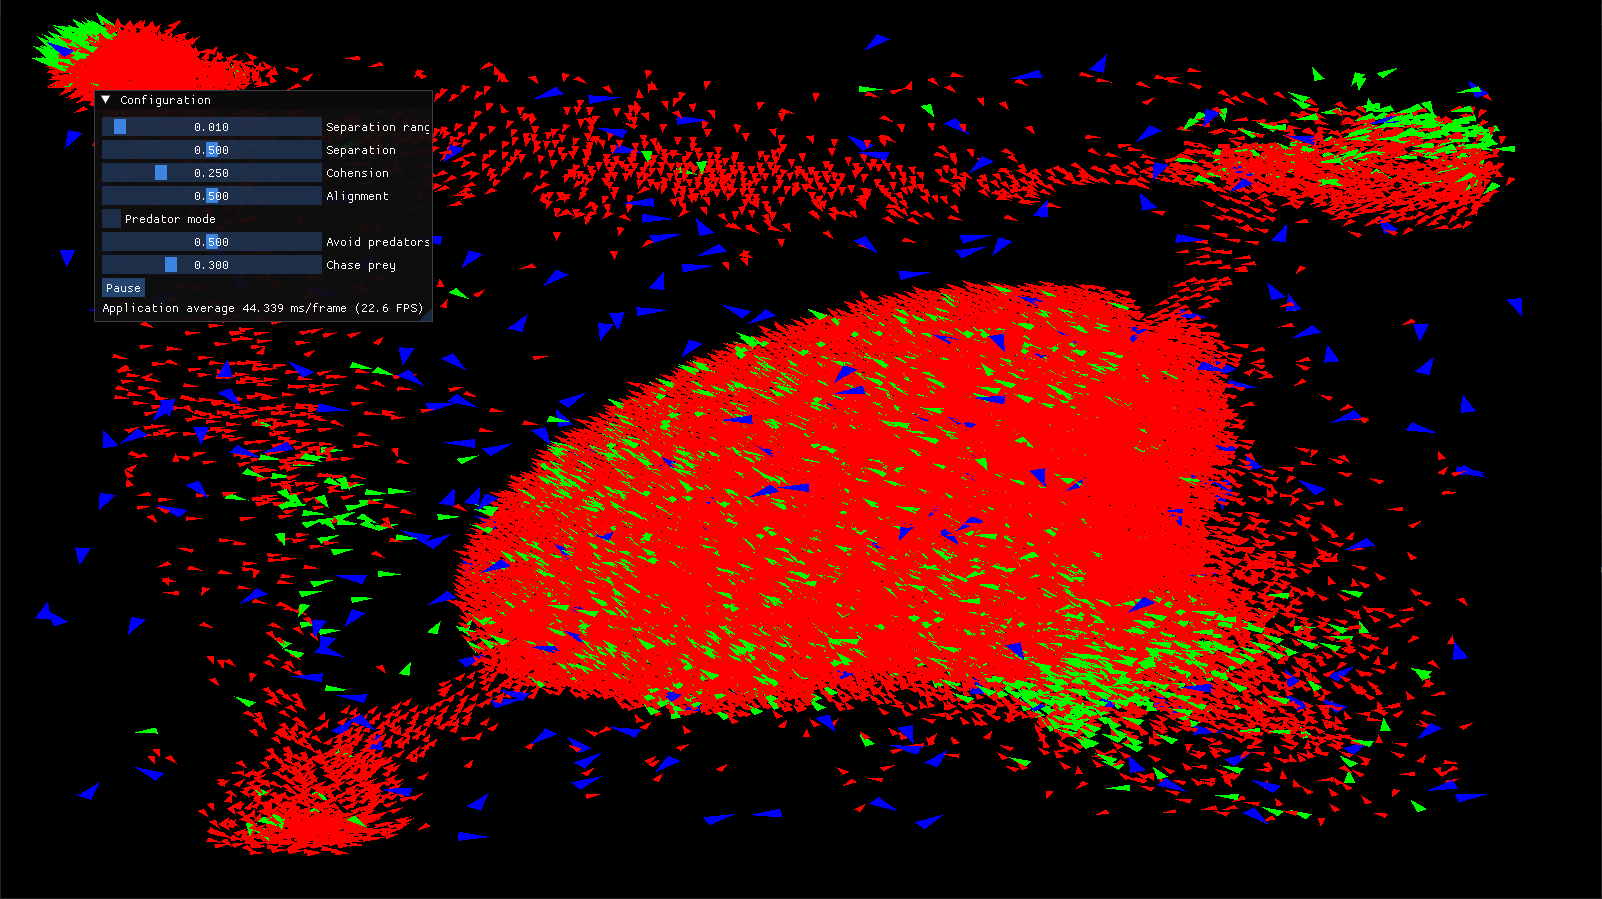 Configuration
0.010 Separation rang
0.500 Separation
0.250 Cohension
0.500 Alignment
Predator mode
0.500 Avoid predators
0.300 Chase prey
Pause
Application average 44.339 ms/frame (22.6 FPS)